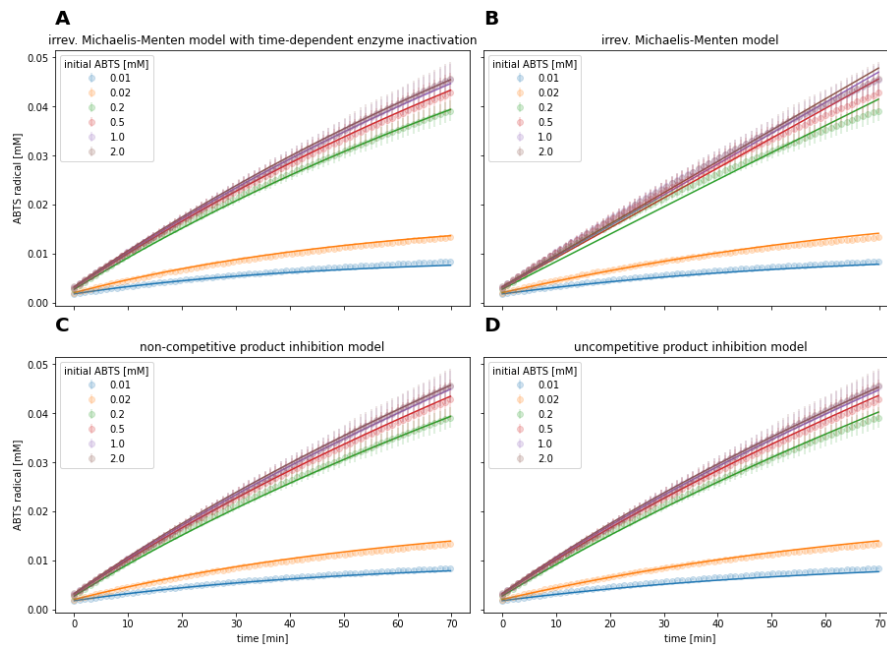 A
irrev. Michaelis-Menten model with time-dependent enzyme inactivation
initial ABTS [mM]
0.01
0.02
0.2
0.5
1.0
2.0
0.05
0.04
0.03
0.02
0.01
0.00
ABTS radical [mM]
B
irrev. Michaelis-Menten model
initial ABTS [mM]
0.01
0.02
0.2
0.5
1.0
2.0
C
non-competitive product inhibition model
initial ABTS [mM]
0.01
0.02
0.2
0.5
1.0
2.0
0.05
0.04
0.03
0.02
0.01
0.00
ABTS radical [mM]
0 10 20 30 40 50 60 70
time [min]
D
uncompetitive product inhibition model
initial ABTS [mM]
0.01
0.02
0.2
0.5
1.0
2.0
0 10 20 30 40 50 60 70
time [min]